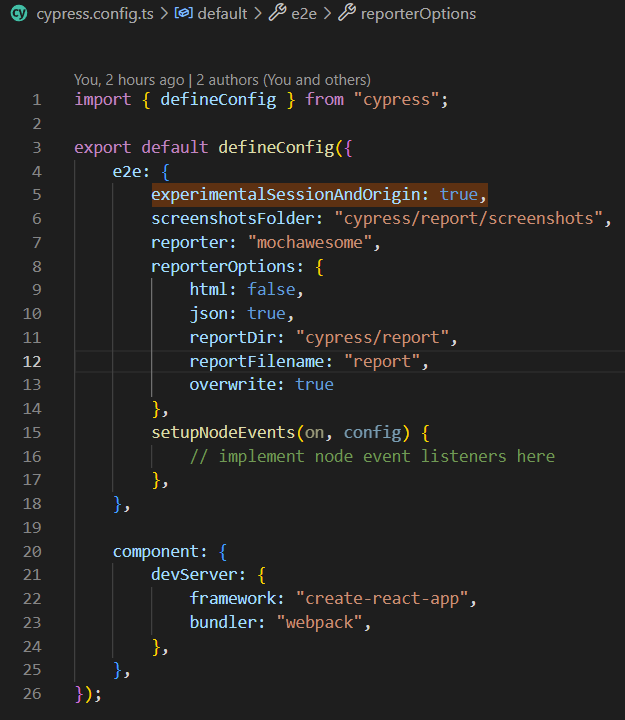 cypress.config.ts > default > e2e > reporterOptions
You, 2 hours ago | 2 authors (You and others)
1 import { defineConfig } from "cypress";
2
3 export default defineConfig({
4     e2e: {
5         experimentalSessionAndOrigin: true,
6         screenshotsFolder: "cypress/report/screenshots",
7         reporter: "mochawesome",
8         reporterOptions: {
9             html: false,
10             json: true,
11             reportDir: "cypress/report",
12             reportFilename: "report",
13             overwrite: true
14         },
15         setupNodeEvents(on, config) {
16             // implement node event listeners here
17         },
18     },
19
20     component: {
21         devServer: {
22             framework: "create-react-app",
23             bundler: "webpack",
24         },
25     },
26 });